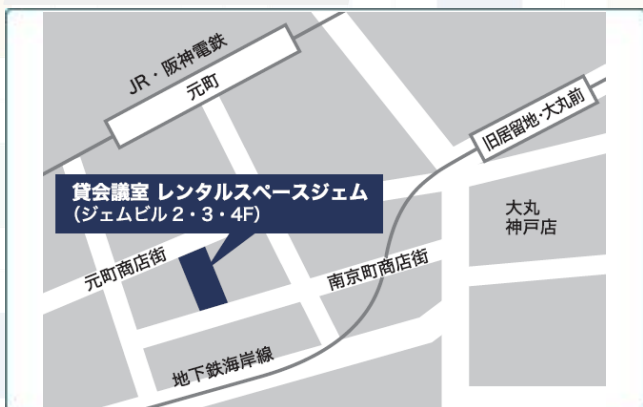 JR・阪神電鉄
元町
旧居留地・大丸前
貸会議室 レンタルスペースジェム
(ジェムビル2・3・4F)
大丸
神戸店
元町商店街
南京町商店街
地下鉄海岸線